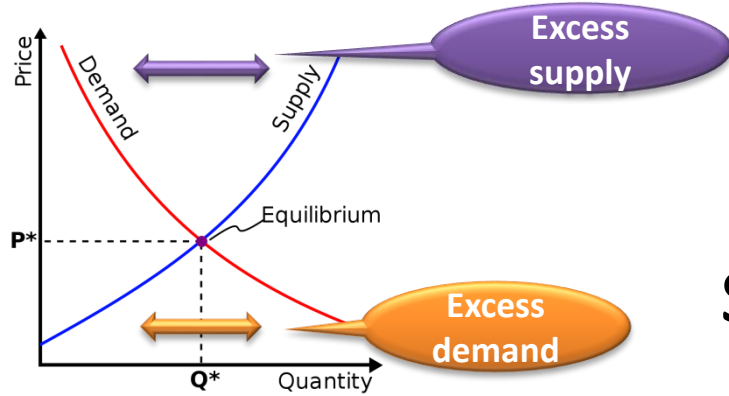 Excess
supply
Price
Demand
Supply
Equilibrium
P*
Excess
demand
Q*
Quantity
S